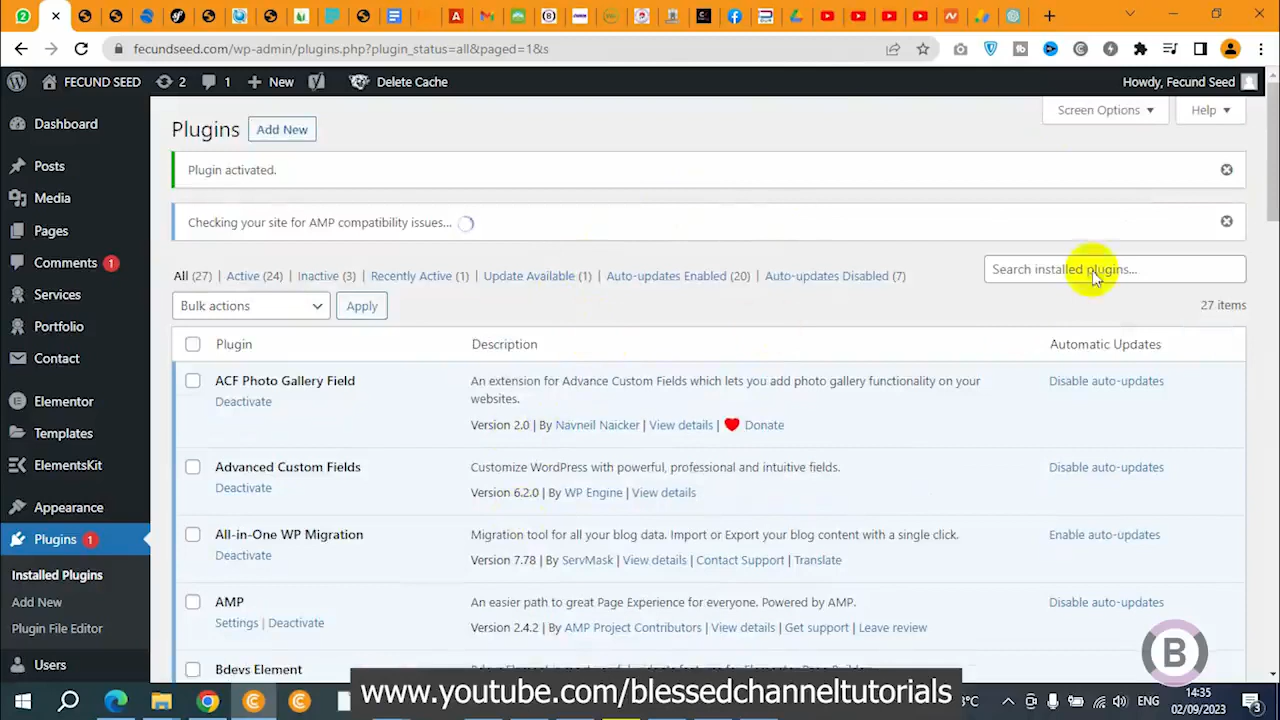 fecundseed.com/wp-admin/plugins.php?plugin_status=all&paged=1&s
FECUND SEED 2 1 New Delete Cache Howdy, Fecund Seed
Screen Options Help
Plugins Add New
Plugin activated.
Checking your site for AMP compatibility issues...
All (27) | Active (24) | Inactive (3) | Recently Active (1) | Update Available (1) | Auto-updates Enabled (20) | Auto-updates Disabled (7)
Search installed plugins...
Bulk actions Apply
27 items
Plugin Description Automatic Updates
ACF Photo Gallery Field
Deactivate
An extension for Advance Custom Fields which lets you add photo gallery functionality on your
websites.
Version 2.0 | By Navneil Naicker | View details | Donate
Disable auto-updates
Advanced Custom Fields
Deactivate
Customize WordPress with powerful, professional and intuitive fields.
Version 6.2.0 | By WP Engine | View details
Disable auto-updates
All-in-One WP Migration
Deactivate
Migration tool for all your blog data. Import or Export your blog content with a single click.
Version 7.78 | By ServMask | View details | Contact Support | Translate
Enable auto-updates
AMP
Settings | Deactivate
An easier path to great Page Experience for everyone. Powered by AMP.
Version 2.4.2 | By AMP Project Contributors | View details | Get support | Leave review
Disable auto-updates
Bdevs Element
Dashboard
Posts
Media
Pages
Comments 1
Services
Portfolio
Contact
Elementor
Templates
ElementsKit
Appearance
Plugins 1
Installed Plugins
Add New
Plugin File Editor
Users
B
www.youtube.com/blessedchanneltutorials
ENG
14:35
02/09/2023
3